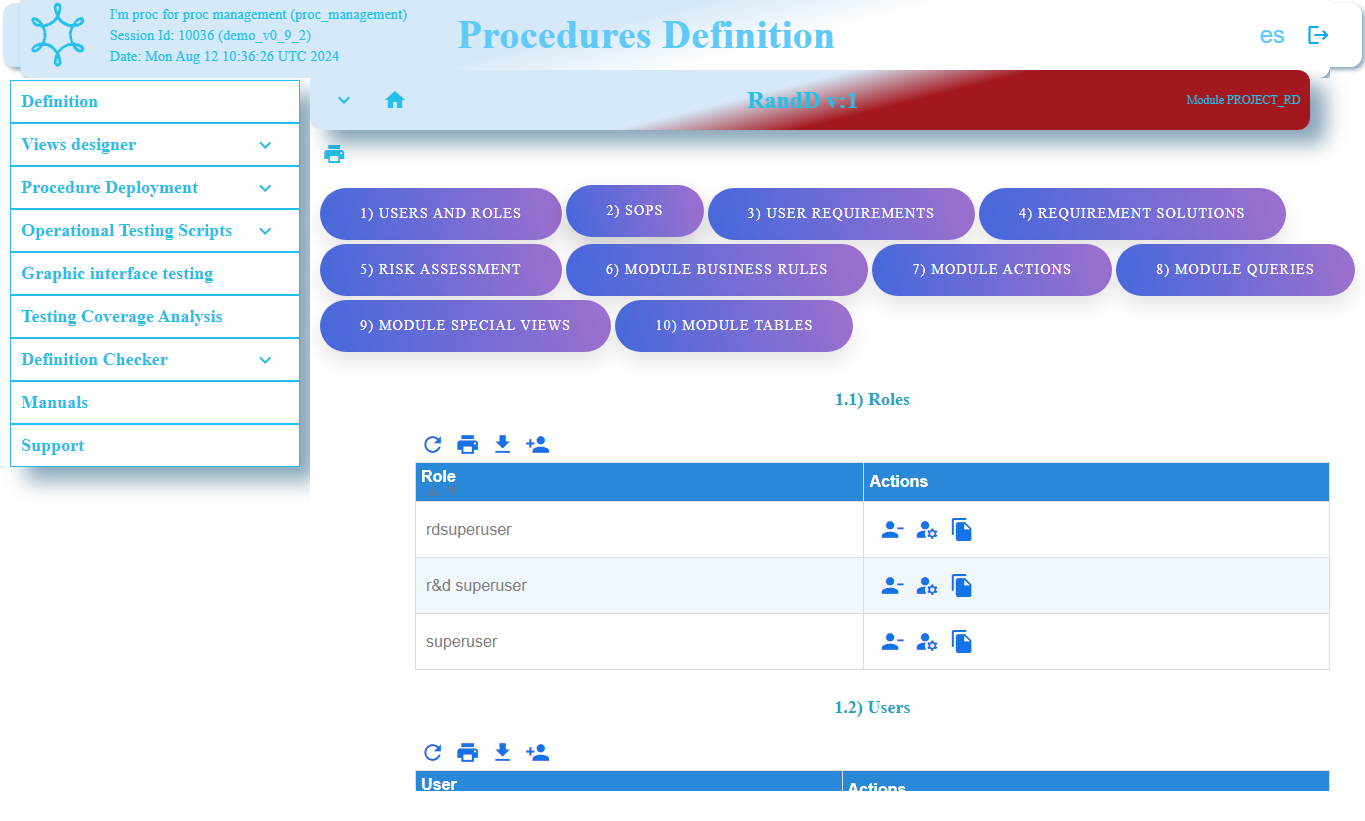 I'm proc for proc management (proc_management)
Session Id: 10036 (demo_v0_9_2)
Date: Mon Aug 12 10:36:26 UTC 2024
Procedures Definition
es
Definition
Views designer
Procedure Deployment
Operational Testing Scripts
Graphic interface testing
Testing Coverage Analysis
Definition Checker
Manuals
Support
RandD v.1
Module PROJECT_RD
1) USERS AND ROLES
2) SOPS
3) USER REQUIREMENTS
4) REQUIREMENT SOLUTIONS
5) RISK ASSESSMENT
6) MODULE BUSINESS RULES
7) MODULE ACTIONS
8) MODULE QUERIES
9) MODULE SPECIAL VIEWS
10) MODULE TABLES
1.1) Roles
Role
Actions
rdsuperuser
r&d superuser
superuser
1.2) Users
User
Actions